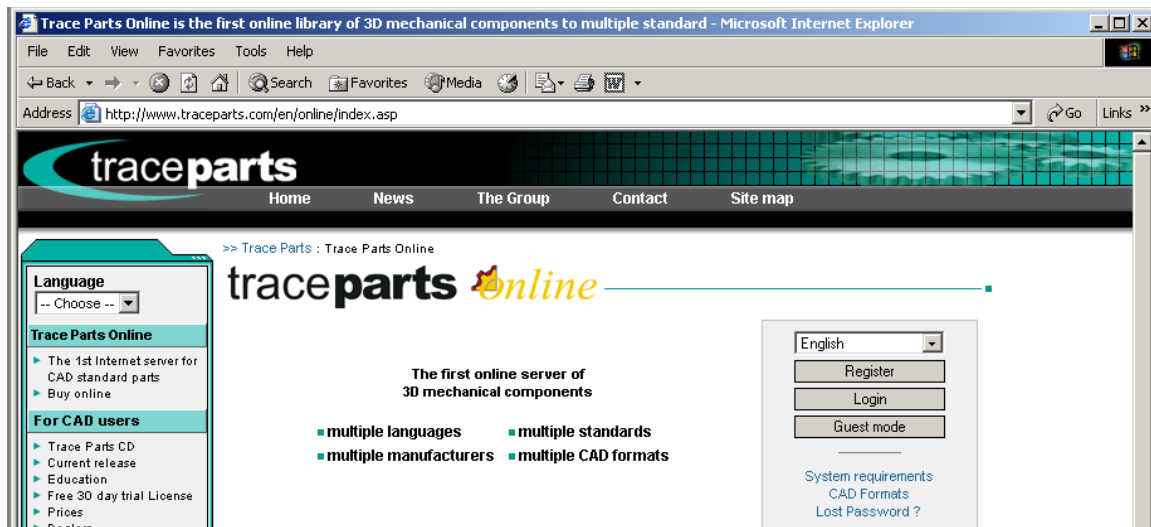 Trace Parts Online is the first online library of 3D mechanical components to multiple standard - Microsoft Internet Explorer
File Edit View Favorites Tools Help
Back Search Favorites Media
Address http://www.traceparts.com/en/online/index.asp Go Links »
traceparts
Home News The Group Contact Site map
>> Trace Parts : Trace Parts Online
traceparts Online
Language
-- Choose --
Trace Parts Online
The 1st Internet server for
CAD standard parts
Buy online
For CAD users
Trace Parts CD
Current release
Education
Free 30 day trial License
Prices
The first online server of
3D mechanical components
multiple languages multiple standards
multiple manufacturers multiple CAD formats
English
Register
Login
Guest mode
System requirements
CAD Formats
Lost Password ?